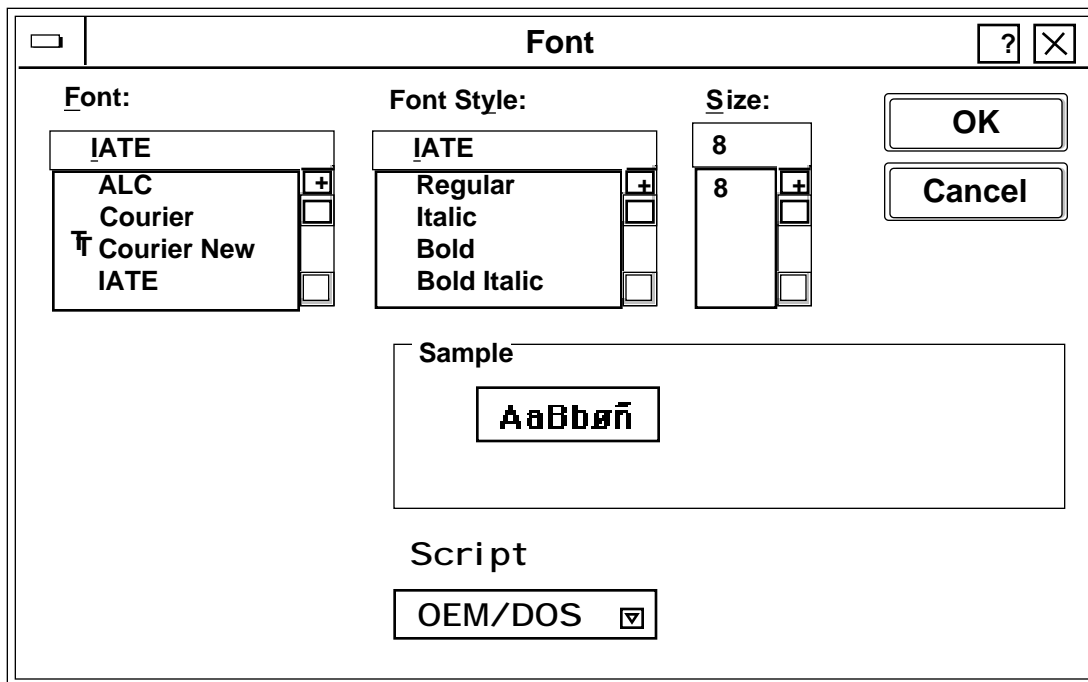 Font ?
Font: Font Style: Size:
IATE IATE 8
ALC Regular 8
Courier Italic
Courier New Bold
IATE Bold Italic
OK
Cancel
Sample
AaBbøñ
Script
OEM/DOS